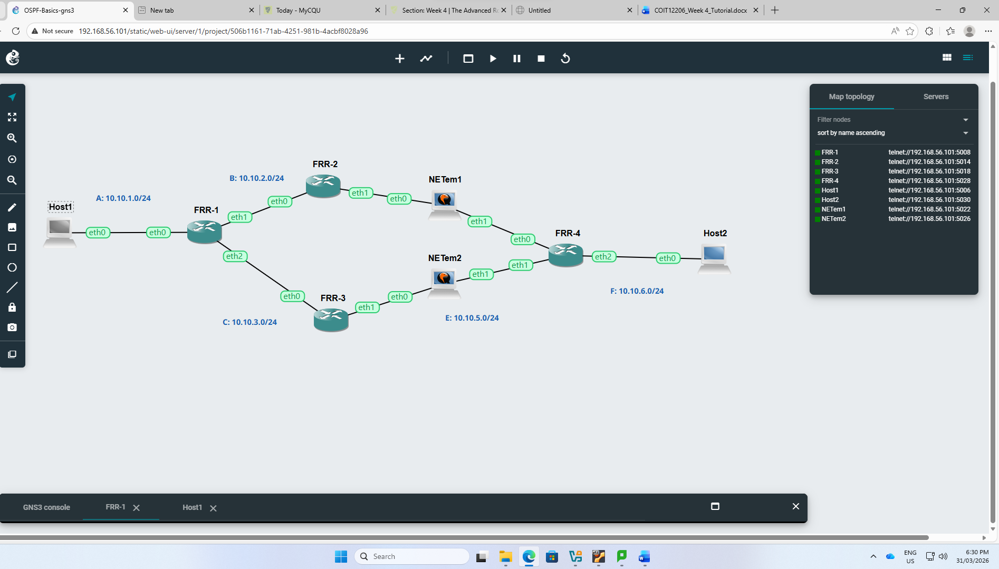 OSPF-Basics-gns3
New tab
Today - MyCQU
Section: Week 4 | The Advanced Ro
Untitled
COIT12206_Week 4_Tutorial.docx
Not secure 192.168.56.101/static/web-ui/server/1/project/506b1161-71ab-4251-981b-4acbf8028a96
Map topology
Servers
Filter nodes
sort by name ascending
FRR-1 telnet://192.168.56.101:5008
FRR-2 telnet://192.168.56.101:5014
FRR-3 telnet://192.168.56.101:5018
FRR-4 telnet://192.168.56.101:5028
Host1 telnet://192.168.56.101:5006
Host2 telnet://192.168.56.101:5030
NETem1 telnet://192.168.56.101:5022
NETem2 telnet://192.168.56.101:5026
FRR-2
B: 10.10.2.0/24
NETem1
eth1
eth0
A: 10.10.1.0/24
eth0
Host1
FRR-1
eth1
eth1
eth0
eth0
FRR-4
Host2
eth0
eth2
NETem2
eth2
eth0
eth1
eth1
F: 10.10.6.0/24
eth0
FRR-3
eth0
eth1
C: 10.10.3.0/24
E: 10.10.5.0/24
GNS3 console
FRR-1
Host1
Search
x64
ENG
US
6:30 PM
31/03/2026